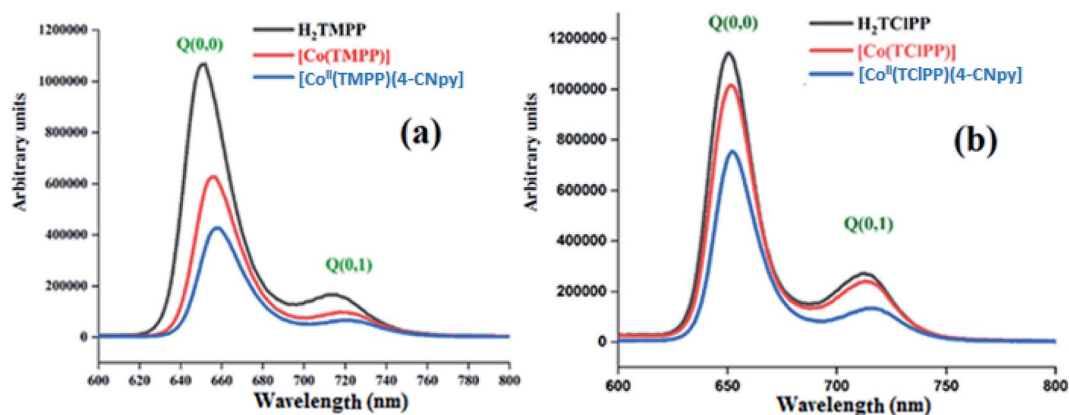 H₂TMPP
[Co(TMPP)]
[Coᴵᴵ(TMPP)(4-CNpy]
Q(0,0)
(a)
Q(0,1)
Arbitrary units
1200000
1000000
800000
600000
400000
200000
0
600 620 640 660 680 700 720 740 760 780 800
Wavelength (nm)
H₂TClPP
[Co(TClPP)]
[Coᴵᴵ(TClPP)(4-CNpy]
Q(0,0)
(b)
Q(0,1)
Arbitrary units
1200000
1000000
800000
600000
400000
200000
0
600 650 700 750 800
Wavelength (nm)